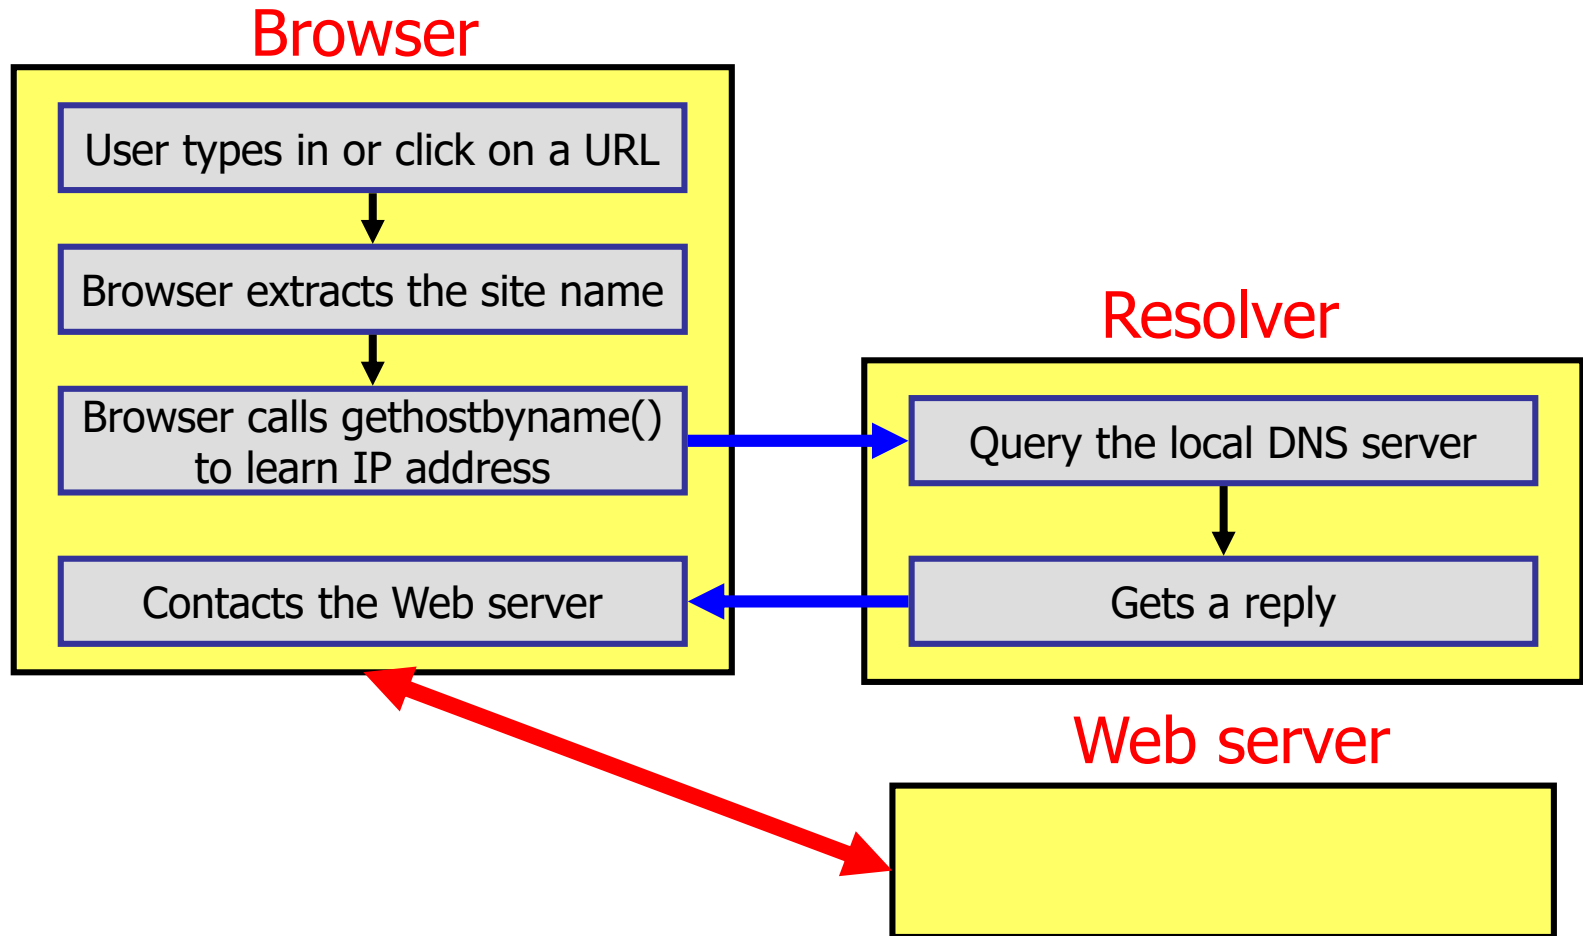 Browser
User types in or click on a URL
Browser extracts the site name
Browser calls gethostbyname()
to learn IP address
Contacts the Web server
Resolver
Query the local DNS server
Gets a reply
Web server